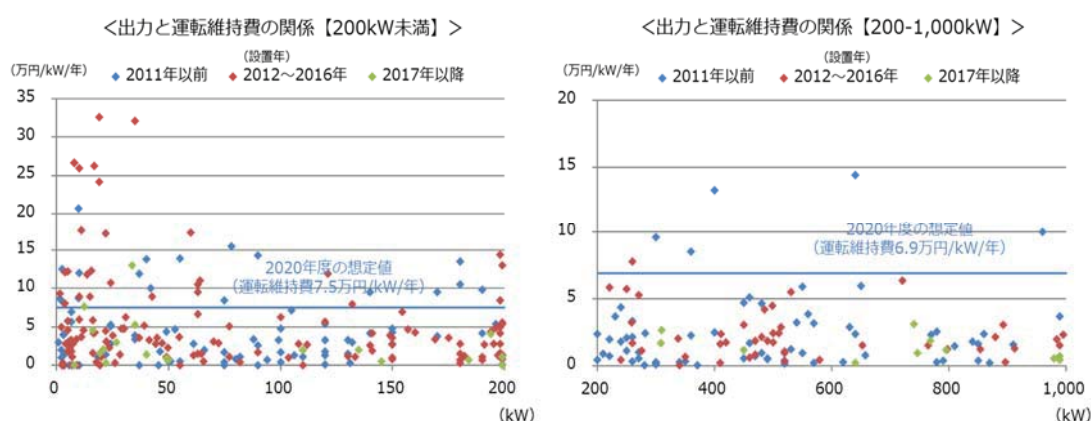 ＜出力と運転維持費の関係【200kW未満】＞
(設置年)
(万円/kW/年)
2011年以前 2012～2016年 2017年以降
35
30
25
20
15
10
5
0
2020年度の想定値
(運転維持費7.5万円/kW/年)
0 50 100 150 200
(kW)
＜出力と運転維持費の関係【200-1,000kW】＞
(設置年)
(万円/kW/年)
2011年以前 2012～2016年 2017年以降
20
15
10
5
0
2020年度の想定値
(運転維持費6.9万円/kW/年)
200 400 600 800 1,000
(kW)